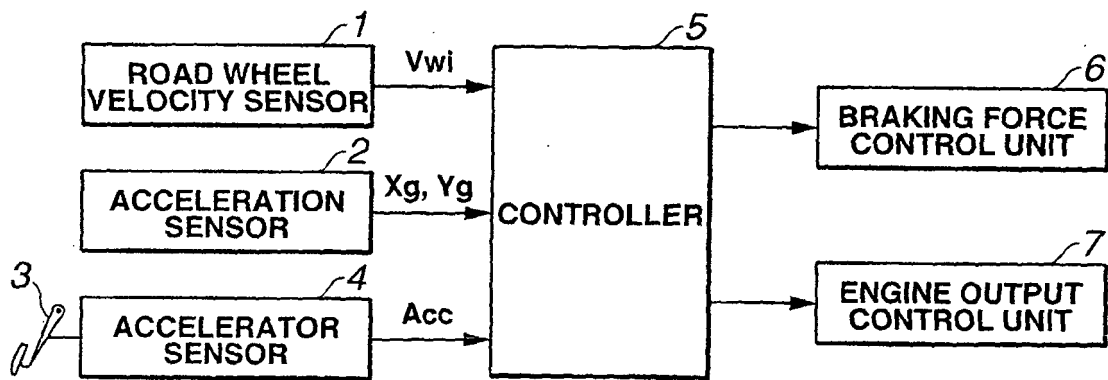 1
ROAD WHEEL
VELOCITY SENSOR
Vwi
2
ACCELERATION
SENSOR
Xg, Yg
3
4
ACCELERATOR
SENSOR
Acc
5
CONTROLLER
6
BRAKING FORCE
CONTROL UNIT
7
ENGINE OUTPUT
CONTROL UNIT